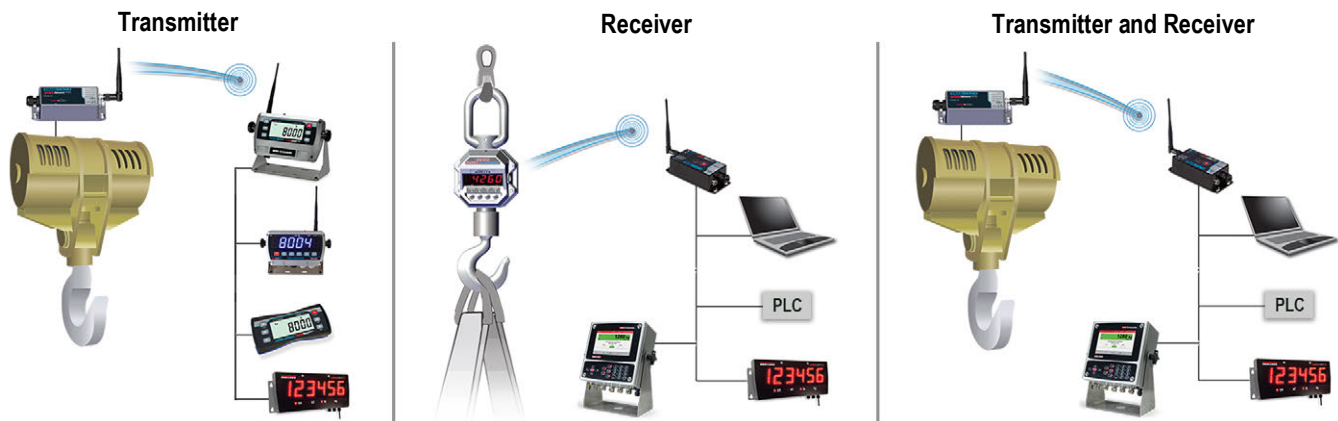 Transmitter
8000
8004
8000
123456
Receiver
4260
PLC
123456
Transmitter and Receiver
PLC
123456